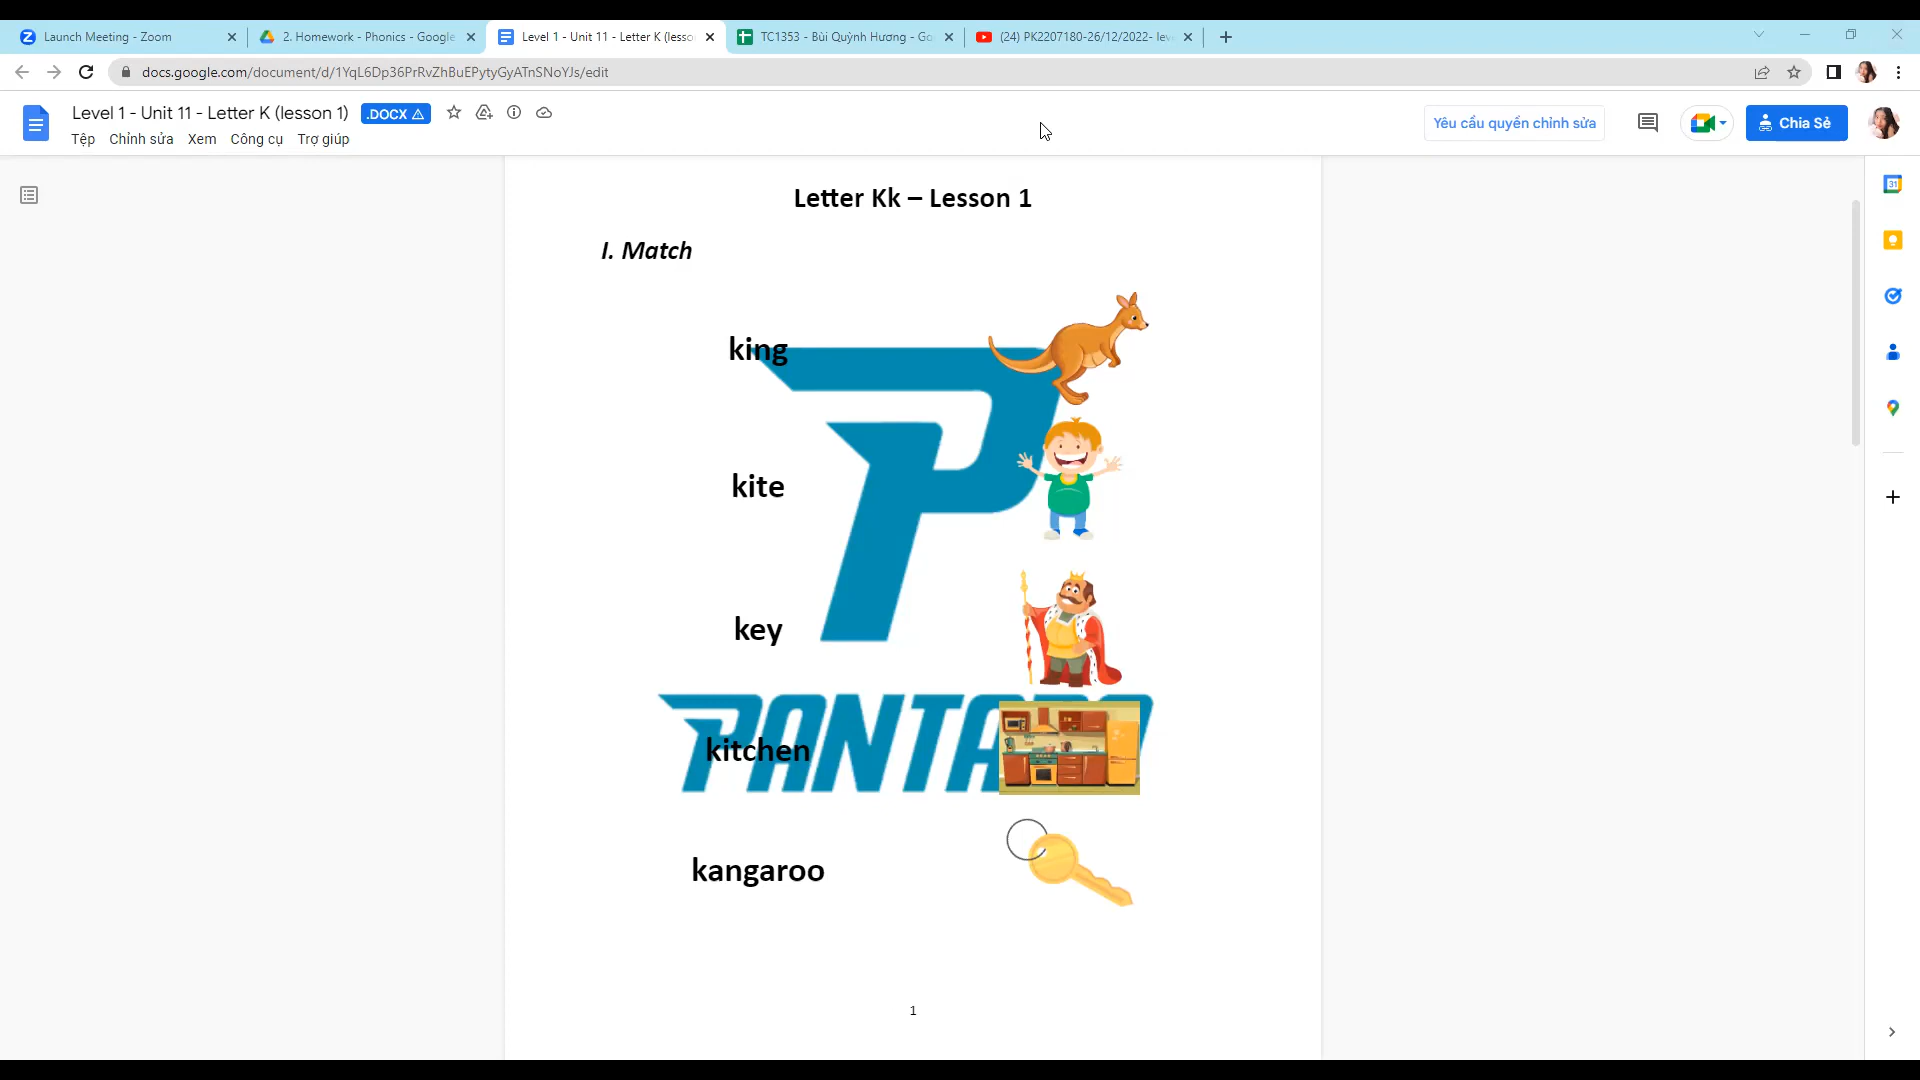 Launch Meeting - Zoom
2. Homework - Phonics - Google
Level 1 - Unit 11 - Letter K (lesso
TC1353 - Bùi Quỳnh Hương - Go
(24) PK2207180-26/12/2022- lev
docs.google.com/document/d/1YqL6Dp36PrRvZhBuEPytyGyATnSNoYJs/edit
Level 1 - Unit 11 - Letter K (lesson 1)
.DOCX
Tệp Chỉnh sửa Xem Công cụ Trợ giúp
Yêu cầu quyền chỉnh sửa
Chia Sẻ
31
Letter Kk – Lesson 1
I. Match
king
kite
key
kitchen
kangaroo
1